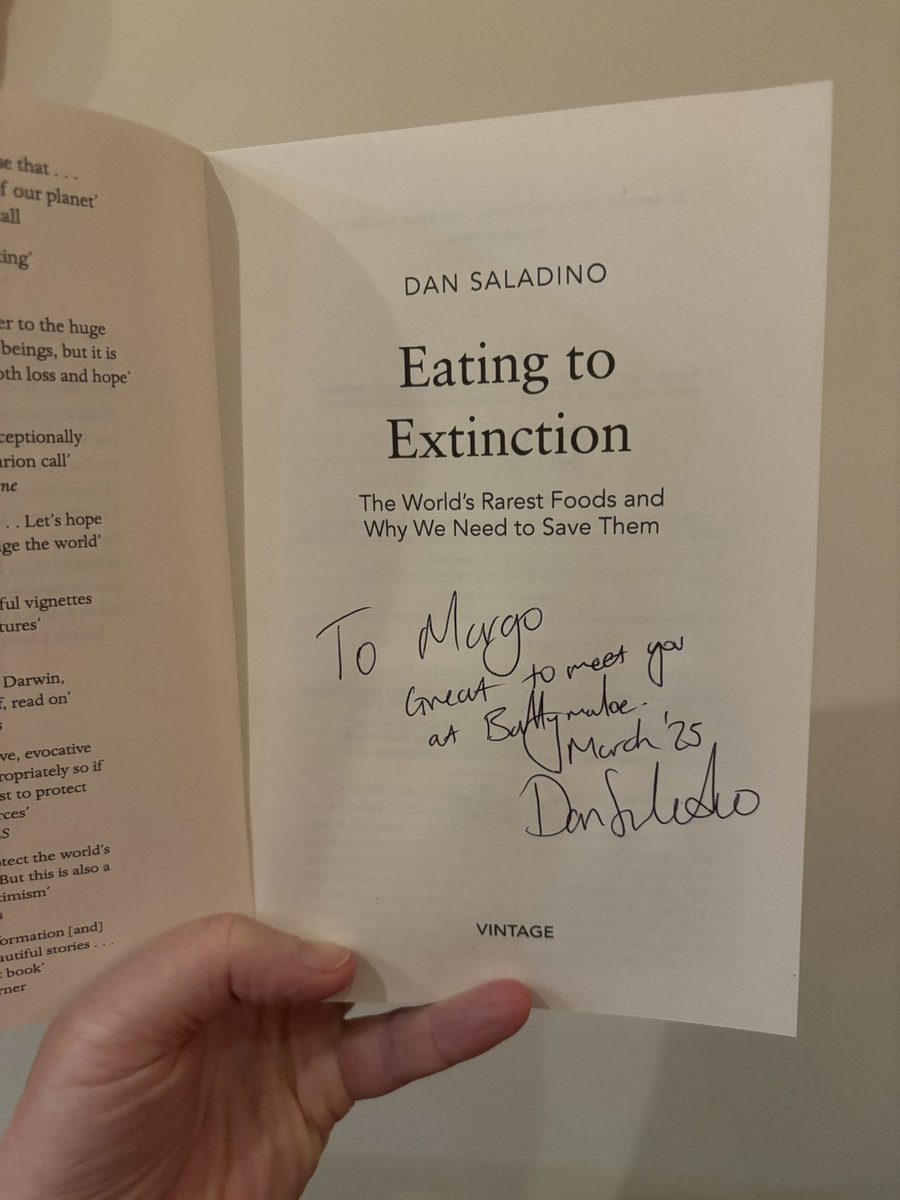 se that . . .
f our planet'
all
ting'
er to the huge
beings, but it is
oth loss and hope'
ceptionally
arion call'
ne
. . Let's hope
ge the world'
ful vignettes
tures'
Darwin,
f, read on'
s
ve, evocative
ropriately so if
st to protect
rces'
S
tect the world's
But this is also a
timism'
s
formation [and]
autiful stories . . .
t book'
rner
DAN SALADINO
Eating to
Extinction
The World's Rarest Foods and
Why We Need to Save Them
To Margo
Great to meet you
at Ballymaloe.
March '25
Dan Saladino
VINTAGE